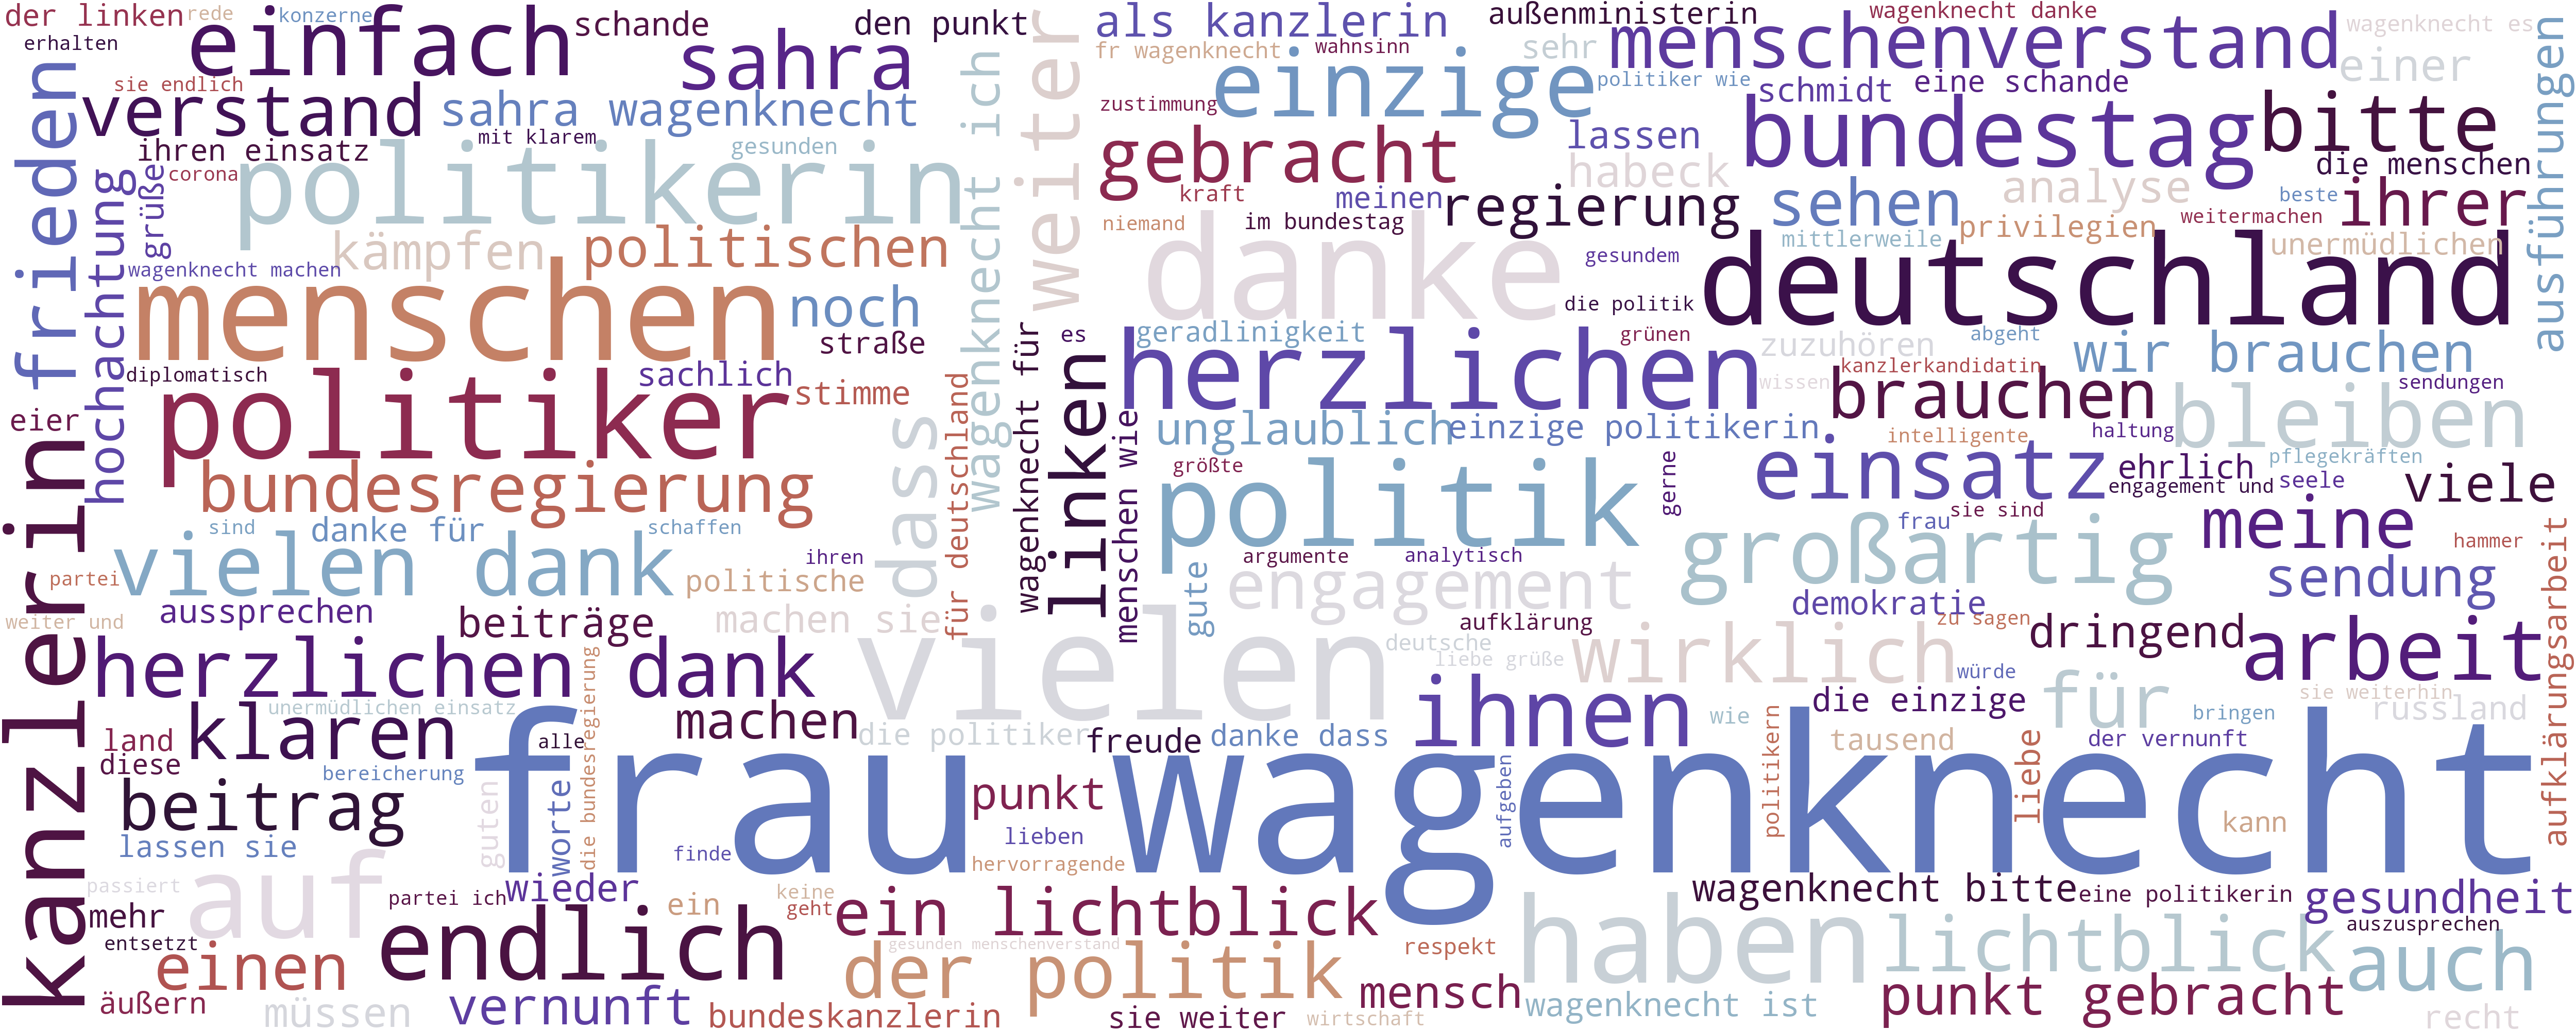 der linken
rede
konzerne
erhalten
einfach
schande
den punkt
sahra
sie endlich
verstand
sahra wagenknecht
mit klarem
ihren einsatz
gesunden
corona
grüße
politikerin
hochachtung
frieden
kämpfen
politischen
wagenknecht machen
menschen
noch
straße
diplomatisch
sachlich
stimme
eier
politiker
bundesregierung
sind
danke für
schaffen
vielen dank
ihren
partei
politische
aussprechen
beiträge
machen sie
weiter und
kanzlerin
wagenknecht ich
weiter
dass
für deutschland
wagenknecht für
linken
es
menschen wie
als kanzlerin
außenministerin
wagenknecht danke
wagenknecht es
fr wagenknecht
wahnsinn
sehr
menschenverstand
einer
einzige
politiker wie
schmidt
eine schande
zustimmung
lassen
bundestag
bitte
gebracht
habeck
die menschen
kraft
meinen
regierung
sehen
analyse
beste
ihrer
ausführungen
niemand
im bundestag
privilegien
weitermachen
mittlerweile
unermüdlichen
danke
gesundem
deutschland
die politik
geradlinigkeit
grünen
zuzuhören
abgeht
wir brauchen
herzlichen
kanzlerkandidatin
wissen
brauchen
sendungen
bleiben
unglaublich
einzige politikerin
intelligente
haltung
größte
gerne
einsatz
ehrlich
pflegekräften
engagement und
seele
viele
politik
sie sind
frau
meine
großartig
argumente
analytisch
hammer
gute
engagement
sendung
demokratie
aufklärungsarbeit
aufklärung
zu sagen
dringend
vielen
deutsche
liebe grüße
wirklich
würde
arbeit
herzlichen dank
die bundesregierung
unermüdlichen einsatz
machen
ihnen
die einzige
für
sie weiterhin
russland
wie
bringen
klaren
land
alle
die politiker
freude
danke dass
politikern
tausend
liebe
der vernunft
diese
bereicherung
frau wagenknecht
beitrag
guten
worte
punkt
aufgeben
kann
lieben
lassen sie
finde
hervorragende
passiert
auf
partei ich
wieder
ein
keine
geht
ein lichtblick
wagenknecht bitte
eine politikerin
gesundheit
mehr
entsetzt
endlich
gesunden menschenverstand
respekt
haben
lichtblick
auszusprechen
auch
einen
der politik
äußern
müssen
vernunft
bundeskanzlerin
mensch
sie weiter
wirtschaft
wagenknecht ist
punkt gebracht
recht